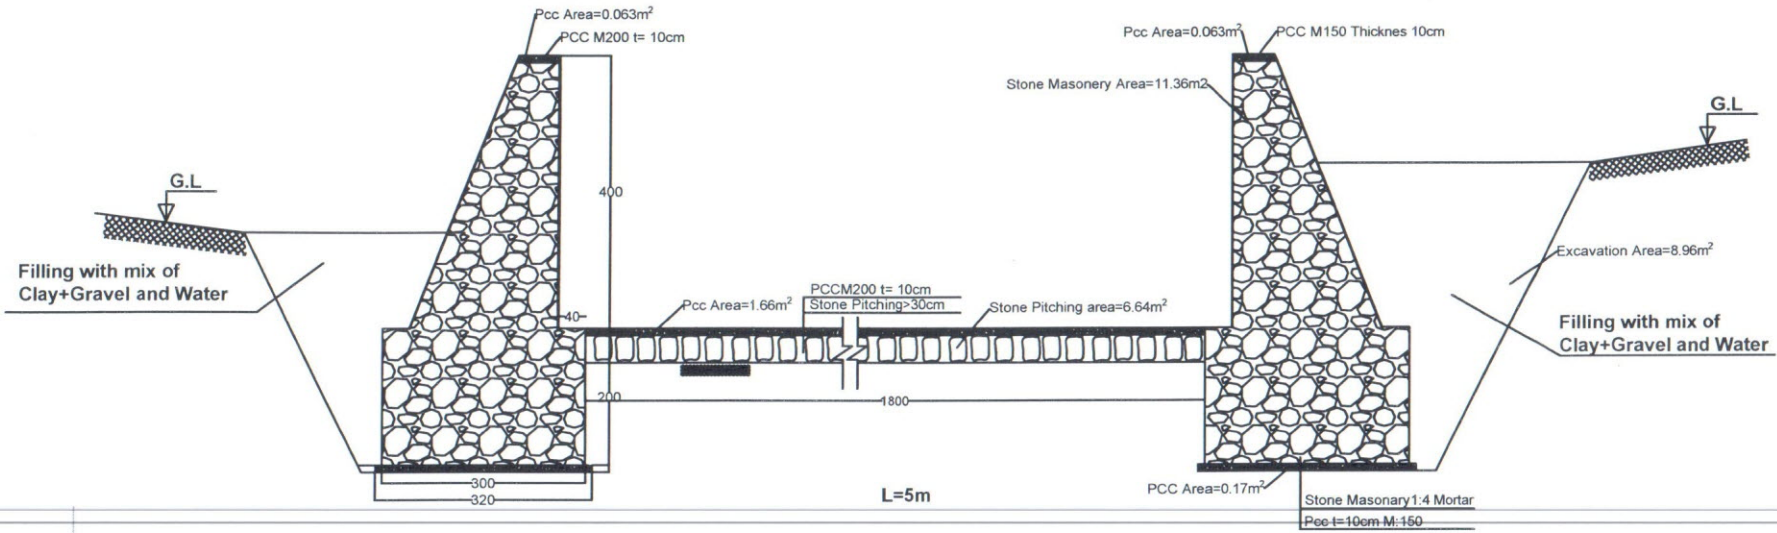 Pcc Area=0.063m²
PCC M200 t= 10cm
Pcc Area=0.063m²
PCC M150 Thicknes 10cm
Stone Masonery Area=11.36m2
G.L
G.L
400
Filling with mix of
Clay+Gravel and Water
Excavation Area=8.96m²
40
Pcc Area=1.66m²
PCCM200 t= 10cm
Stone Pitching>30cm
Stone Pitching area=6.64m²
Filling with mix of
Clay+Gravel and Water
200
1800
300
320
L=5m
PCC Area=0.17m²
Stone Masonary1:4 Mortar
Pcc t=10cm M:150